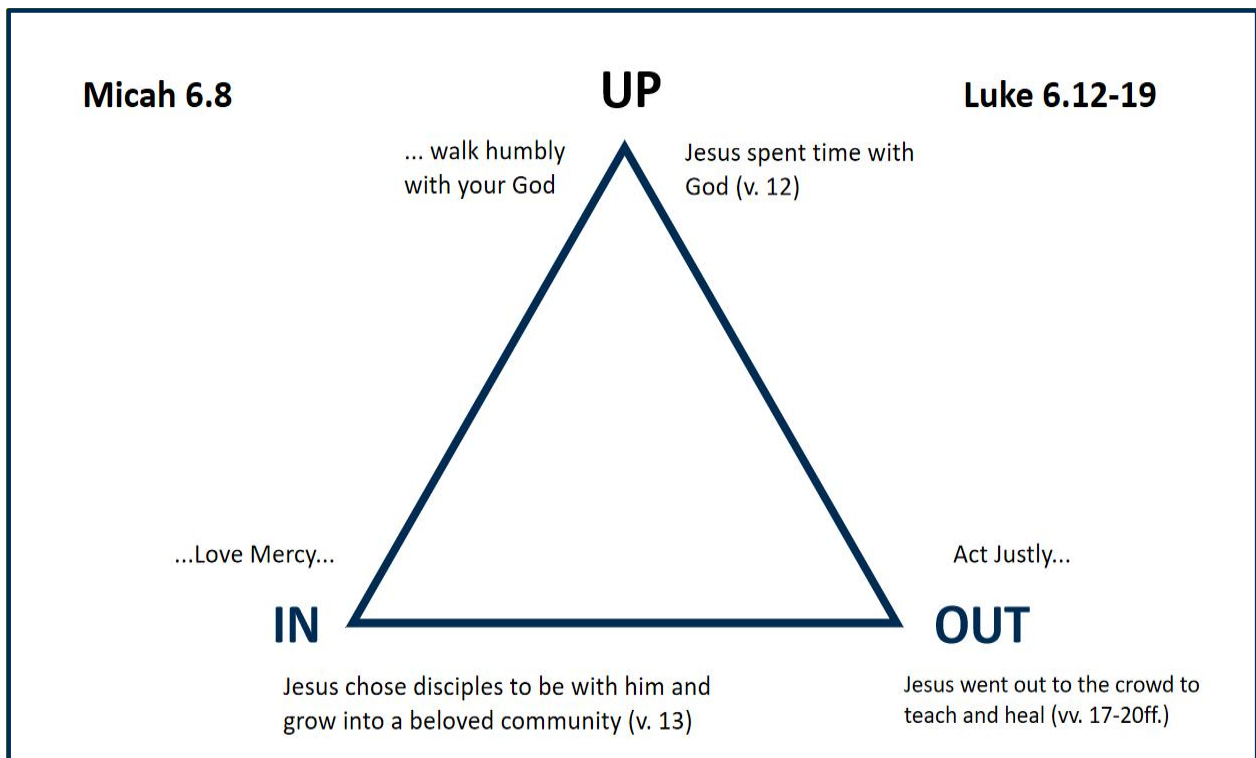 Micah 6.8
UP
Luke 6.12-19
... walk humbly
with your God
Jesus spent time with
God (v. 12)
...Love Mercy...
Act Justly...
IN
OUT
Jesus chose disciples to be with him and
grow into a beloved community (v. 13)
Jesus went out to the crowd to
teach and heal (vv. 17-20ff.)